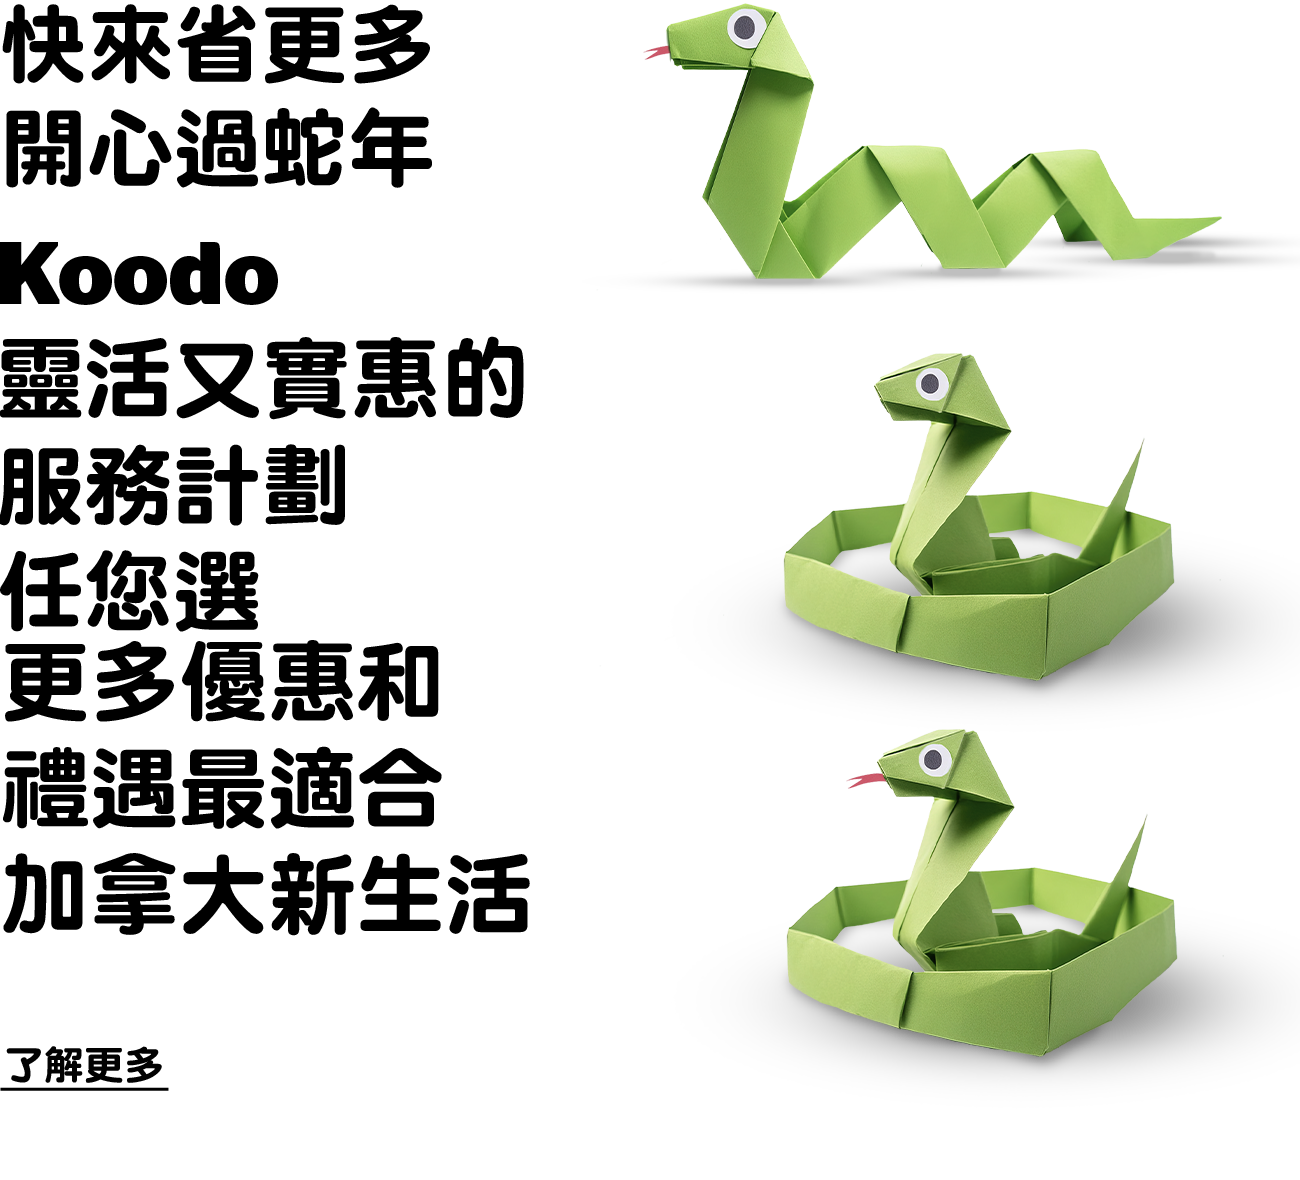 快來省更多
開心過蛇年
Koodo
靈活又實惠的
服務計劃
任您選
更多優惠和
禮遇最適合
加拿大新生活
了解更多